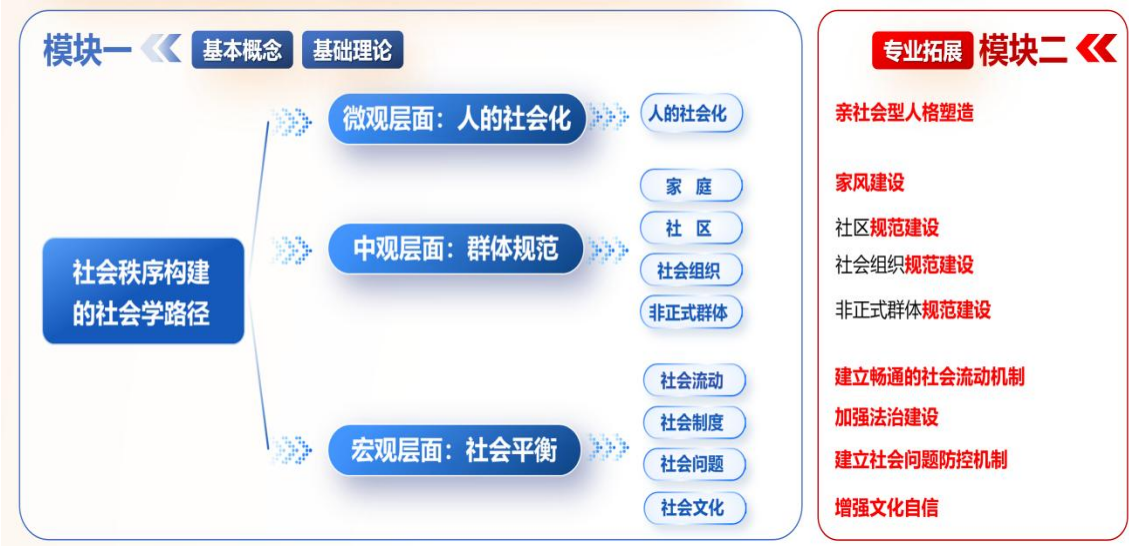 模块一
基本概念
基础理论
社会秩序构建
的社会学路径
微观层面：人的社会化
人的社会化
中观层面：群体规范
家 庭
社 区
社会组织
非正式群体
宏观层面：社会平衡
社会流动
社会制度
社会问题
社会文化
专业拓展 模块二
亲社会型人格塑造
家风建设
社区规范建设
社会组织规范建设
非正式群体规范建设
建立畅通的社会流动机制
加强法治建设
建立社会问题防控机制
增强文化自信